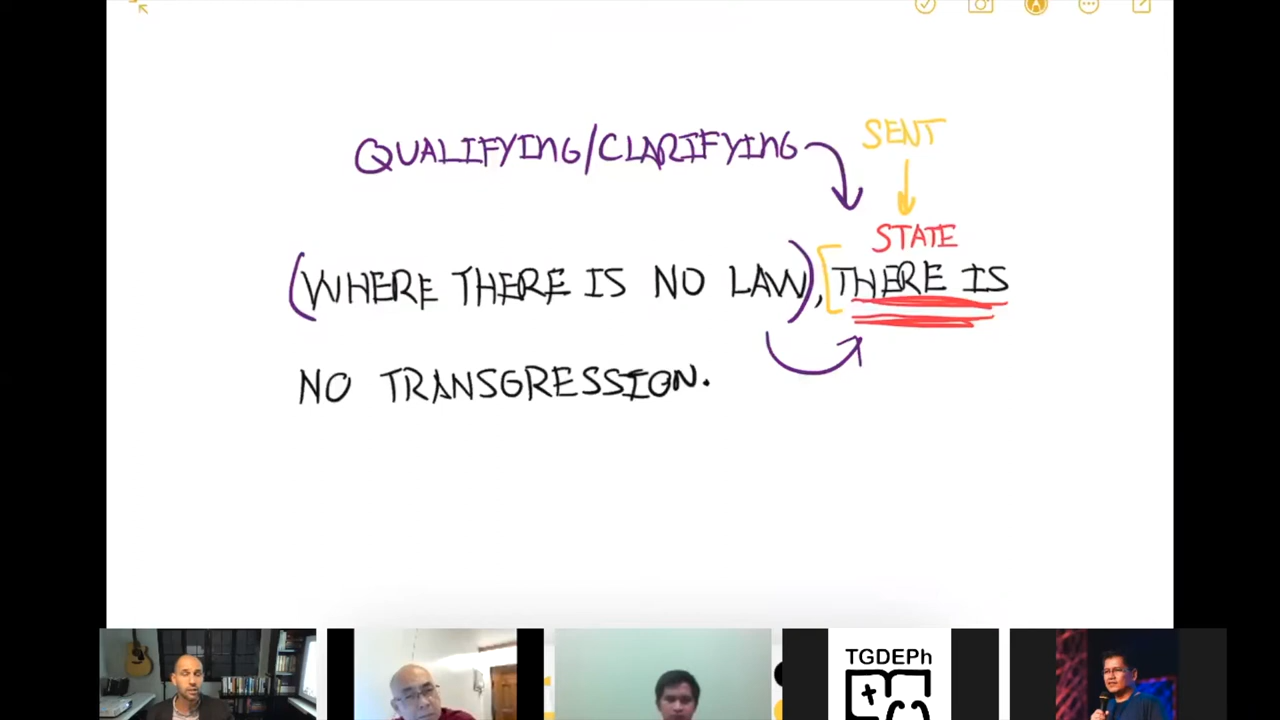 SENT
QUALIFYING/CLARIFYING
STATE
(WHERE THERE IS NO LAW), [THERE IS
NO TRANSGRESSION.
TGDEPh